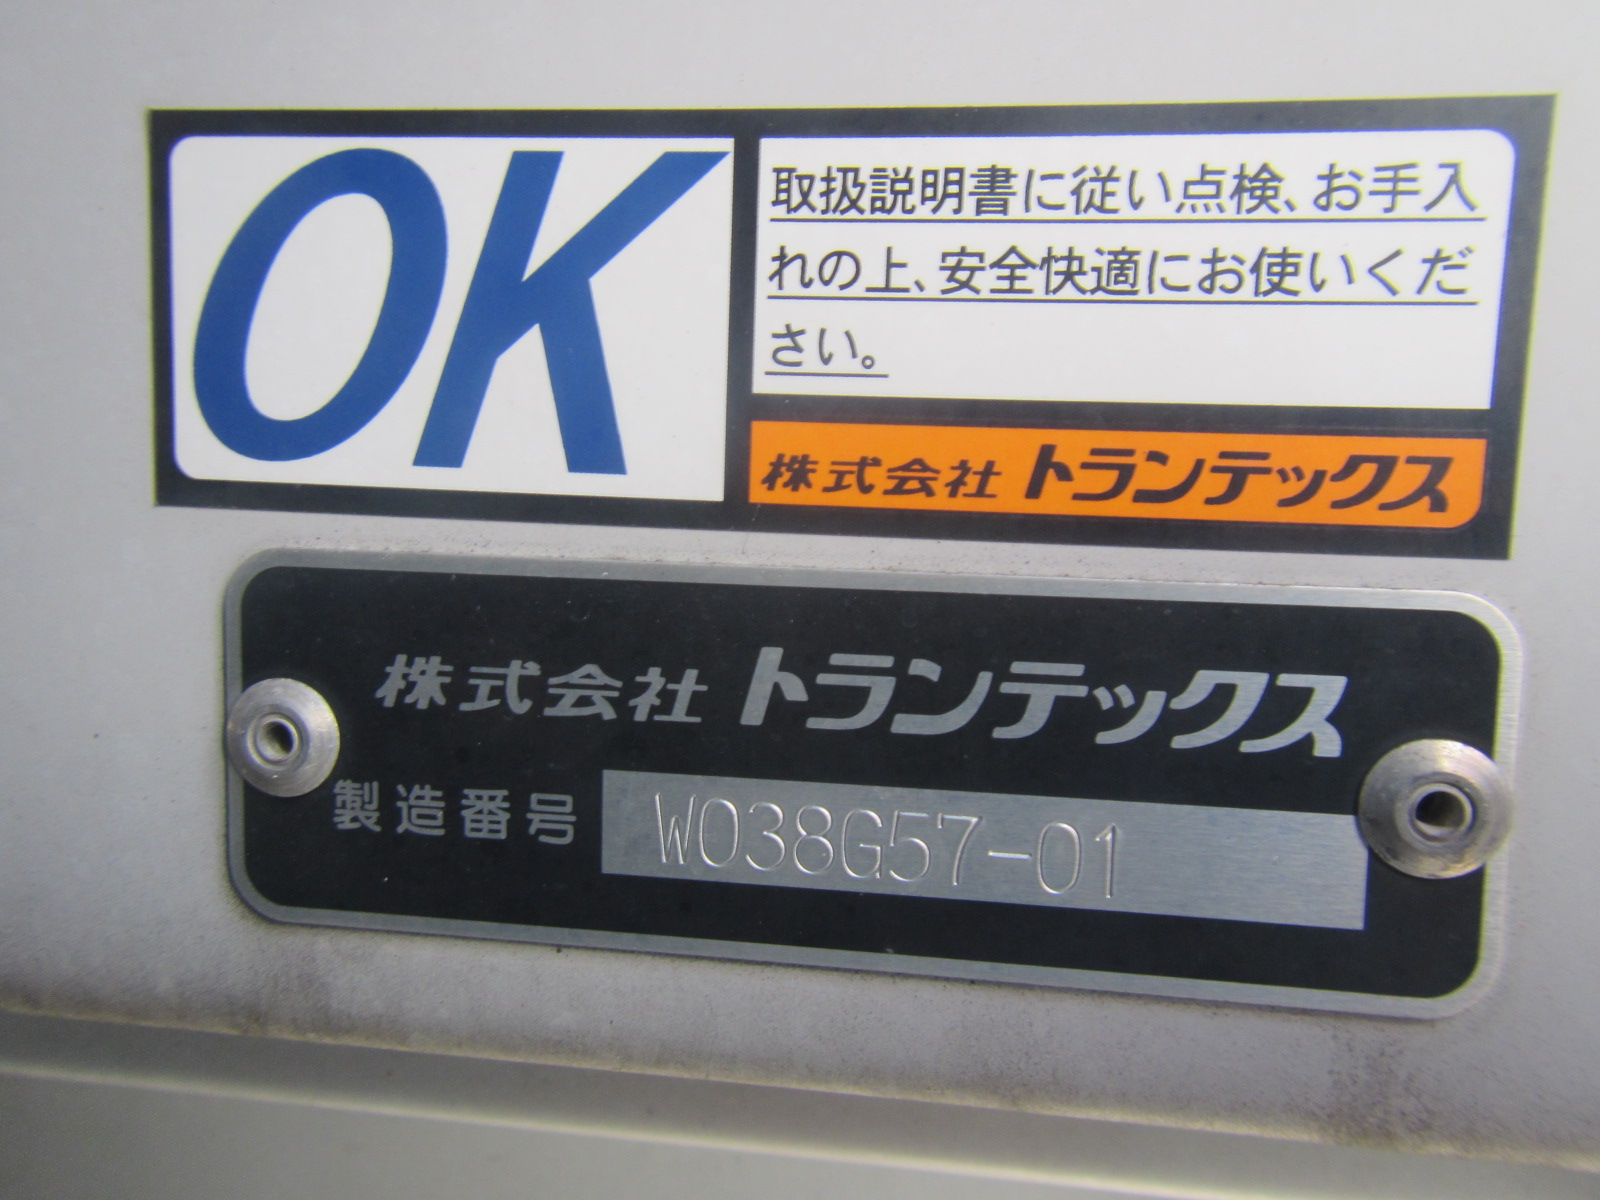 OK
取扱説明書に従い点検、お手入
れの上、安全快適にお使いくだ
さい。
株式会社 トランテックス
株式会社 トランテックス
製造番号 W038G57-01